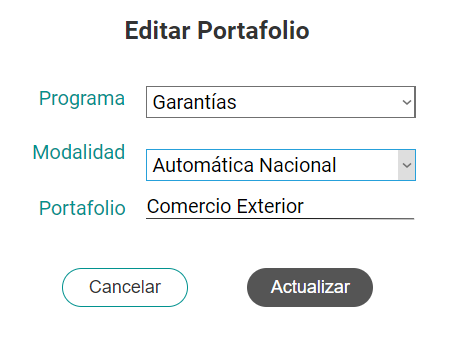 Editar Portafolio
Programa Garantías
Modalidad Automática Nacional
Portafolio Comercio Exterior
Cancelar Actualizar